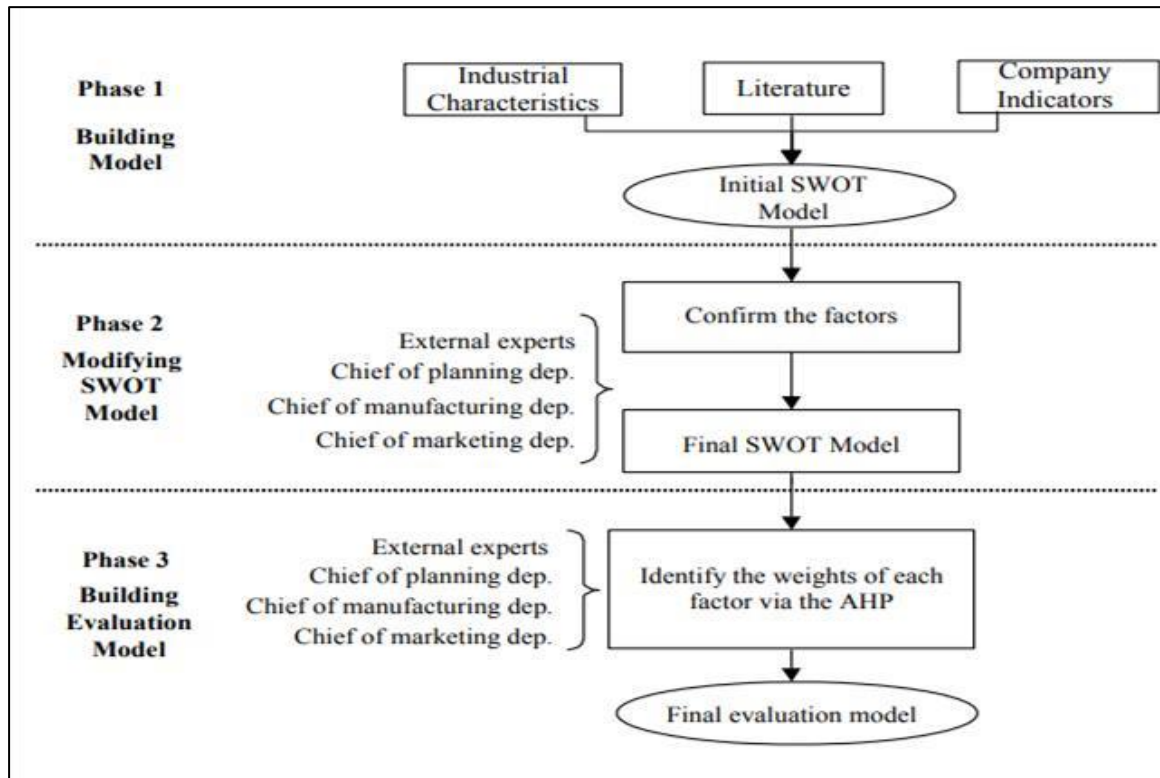 Phase 1
Building
Model
Industrial
Characteristics
Literature
Company
Indicators
Initial SWOT
Model
Phase 2
Modifying
SWOT
Model
External experts
Chief of planning dep.
Chief of manufacturing dep.
Chief of marketing dep.
Confirm the factors
Final SWOT Model
Phase 3
Building
Evaluation
Model
External experts
Chief of planning dep.
Chief of manufacturing dep.
Chief of marketing dep.
Identify the weights of each
factor via the AHP
Final evaluation model